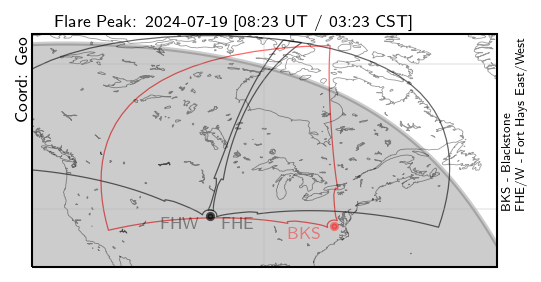 Flare Peak: 2024-07-19 [08:23 UT / 03:23 CST]
Coord: Geo
FHW
FHE
BKS
BKS - Blackstone
FHE/W - Fort Hays East/West